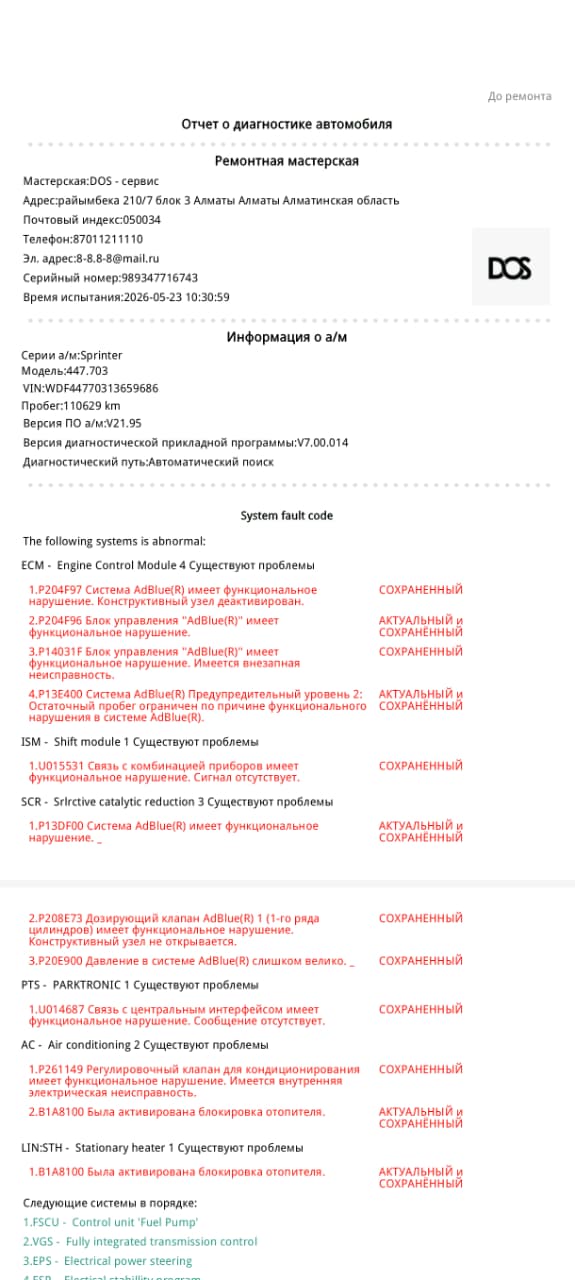 До ремонта
Отчет о диагностике автомобиля
Ремонтная мастерская
Мастерская:DOS - сервис
Адрес:райымбека 210/7 блок 3 Алматы Алматы Алматинская область
Почтовый индекс:050034
Телефон:87011211110
Эл. адрес:8-8.8-8@mail.ru
Серийный номер:989347716743
Время испытания:2026-05-23 10:30:59
DOS
Информация о а/м
Серии а/м:Sprinter
Модель:447.703
VIN:WDF44770313659686
Пробег:110629 km
Версия ПО а/м:V21.95
Версия диагностической прикладной программы:V7.00.014
Диагностический путь:Автоматический поиск
System fault code
The following systems is abnormal:
ECM - Engine Control Module 4 Существуют проблемы
1.P204F97 Система AdBlue(R) имеет функциональное СОХРАНЕННЫЙ
нарушение. Конструктивный узел деактивирован.
2.P204F96 Блок управления "AdBlue(R)" имеет АКТУАЛЬНЫЙ и
функциональное нарушение. СОХРАНЁННЫЙ
3.P14031F Блок управления "AdBlue(R)" имеет СОХРАНЕННЫЙ
функциональное нарушение. Имеется внезапная
неисправность.
4.P13E400 Система AdBlue(R) Предупредительный уровень 2: АКТУАЛЬНЫЙ и
Остаточный пробег ограничен по причине функционального СОХРАНЁННЫЙ
нарушения в системе AdBlue(R).
ISM - Shift module 1 Существуют проблемы
1.U015531 Связь с комбинацией приборов имеет СОХРАНЕННЫЙ
функциональное нарушение. Сигнал отсутствует.
SCR - Srlrctive catalytic reduction 3 Существуют проблемы
1.P13DF00 Система AdBlue(R) имеет функциональное АКТУАЛЬНЫЙ и
нарушение. _ СОХРАНЁННЫЙ
2.P208E73 Дозирующий клапан AdBlue(R) 1 (1-го ряда СОХРАНЕННЫЙ
цилиндров) имеет функциональное нарушение.
Конструктивный узел не открывается.
3.P20E900 Давление в системе AdBlue(R) слишком велико. _ СОХРАНЕННЫЙ
PTS - PARKTRONIC 1 Существуют проблемы
1.U014687 Связь с центральным интерфейсом имеет СОХРАНЕННЫЙ
функциональное нарушение. Сообщение отсутствует.
AC - Air conditioning 2 Существуют проблемы
1.P261149 Регулировочный клапан для кондиционирования СОХРАНЕННЫЙ
имеет функциональное нарушение. Имеется внутренняя
электрическая неисправность.
2.B1A8100 Была активирована блокировка отопителя. АКТУАЛЬНЫЙ и
СОХРАНЁННЫЙ
LIN:STH - Stationary heater 1 Существуют проблемы
1.B1A8100 Была активирована блокировка отопителя. АКТУАЛЬНЫЙ и
СОХРАНЁННЫЙ
Следующие системы в порядке:
1.FSCU - Control unit 'Fuel Pump'
2.VGS - Fully integrated transmission control
3.EPS - Electrical power steering
4.ESP - Electical stability program